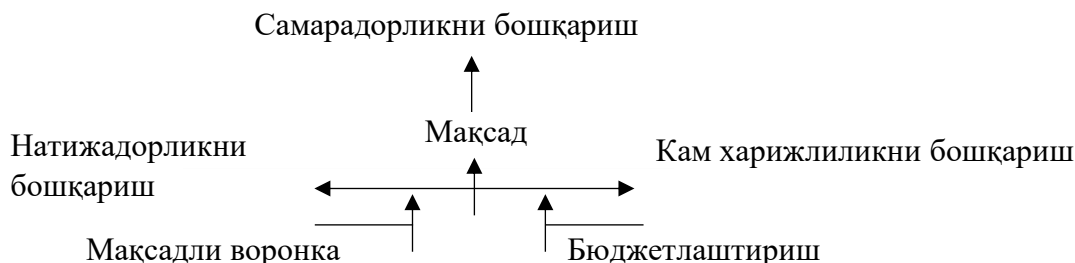 Самарадорликни бошқариш
Мақсад
Натижадорликни
бошқариш
Кам харижлиликни бошқариш
Мақсадли воронка
Бюджетлаштириш